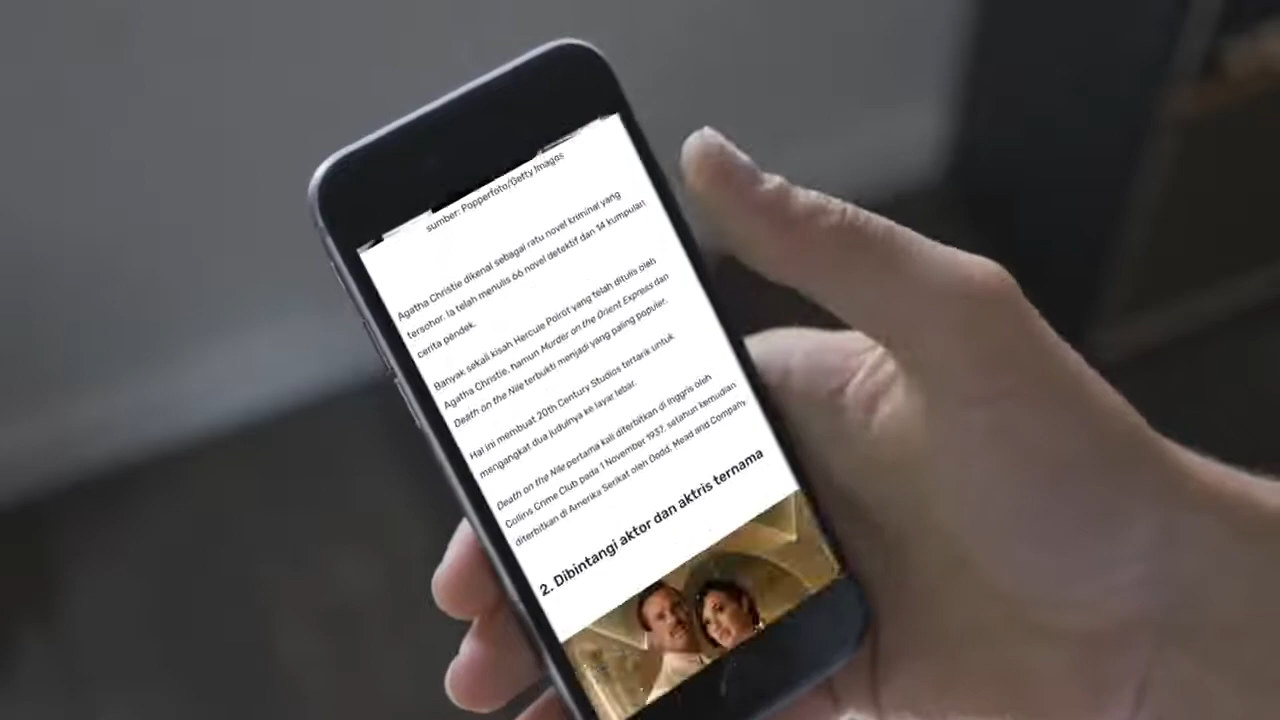 sumber: Popperfoto/Getty Images
Agatha Christie dikenal sebagai ratu novel kriminal yang
tersohor. Ia telah menulis 66 novel detektif dan 14 kumpulan
cerita pendek.
Banyak sekali kisah Hercule Poirot yang telah ditulis oleh
Agatha Christie, namun Murder on the Orient Express dan
Death on the Nile terbukti menjadi yang paling populer.
Hal ini membuat 20th Century Studios tertarik untuk
mengangkat dua judulnya ke layar lebar.
Death on the Nile pertama kali diterbitkan di Inggris oleh
Collins Crime Club pada 1 November 1937, setahun kemudian
diterbitkan di Amerika Serikat oleh Dodd, Mead and Company.
2. Dibintangi aktor dan aktris ternama